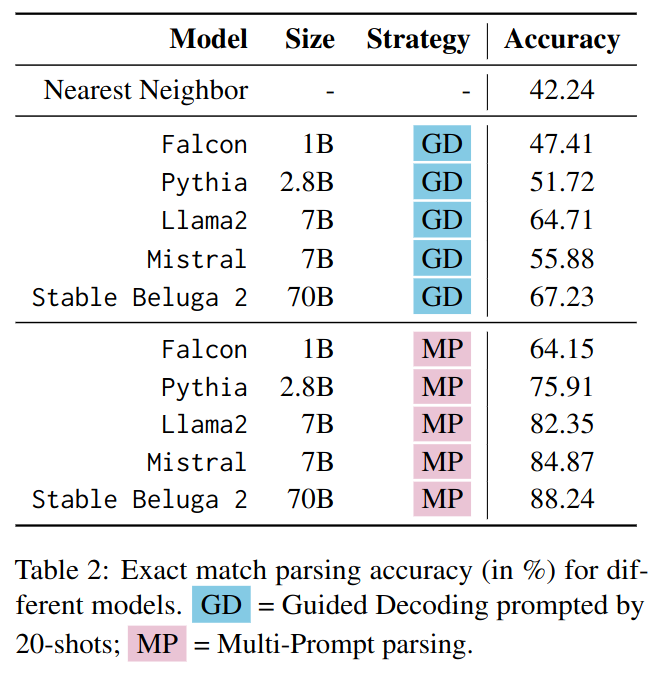 Model Size Strategy Accuracy
Nearest Neighbor - - 42.24
Falcon 1B GD 47.41
Pythia 2.8B GD 51.72
Llama2 7B GD 64.71
Mistral 7B GD 55.88
Stable Beluga 2 70B GD 67.23
Falcon 1B MP 64.15
Pythia 2.8B MP 75.91
Llama2 7B MP 82.35
Mistral 7B MP 84.87
Stable Beluga 2 70B MP 88.24
Table 2: Exact match parsing accuracy (in %) for dif-
ferent models. GD = Guided Decoding prompted by
20-shots; MP = Multi-Prompt parsing.